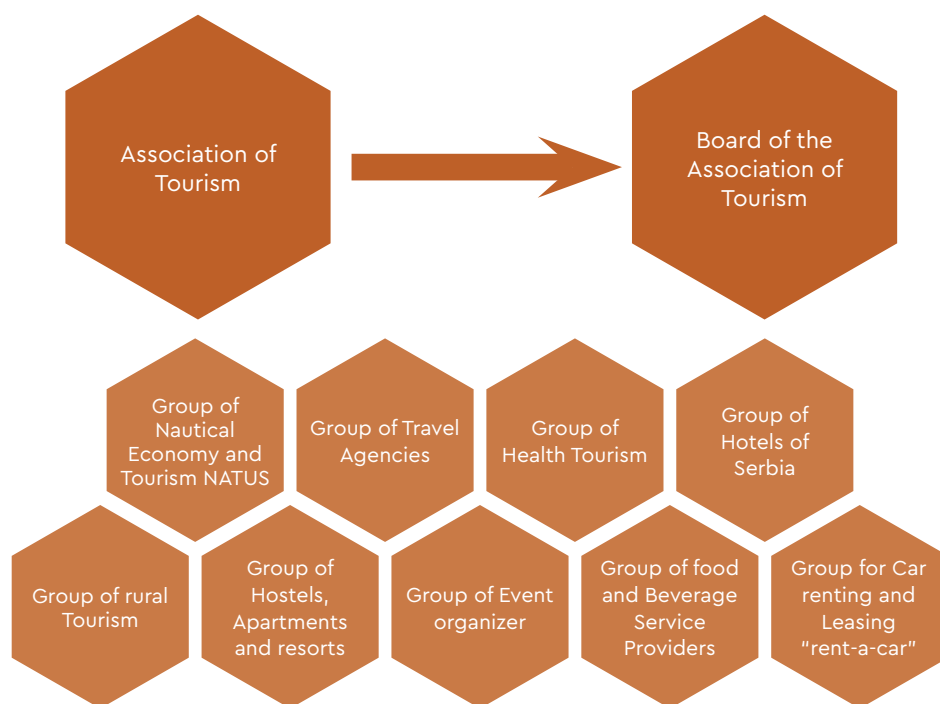 Association of
Tourism
Board of the
Association of
Tourism
Group of
Nautical
Economy and
Tourism NATUS
Group of Travel
Agencies
Group of
Health Tourism
Group of
Hotels of
Serbia
Group of rural
Tourism
Group of
Hostels,
Apartments
and resorts
Group of Event
organizer
Group of food
and Beverage
Service
Providers
Group for Car
renting and
Leasing
“rent-a-car”